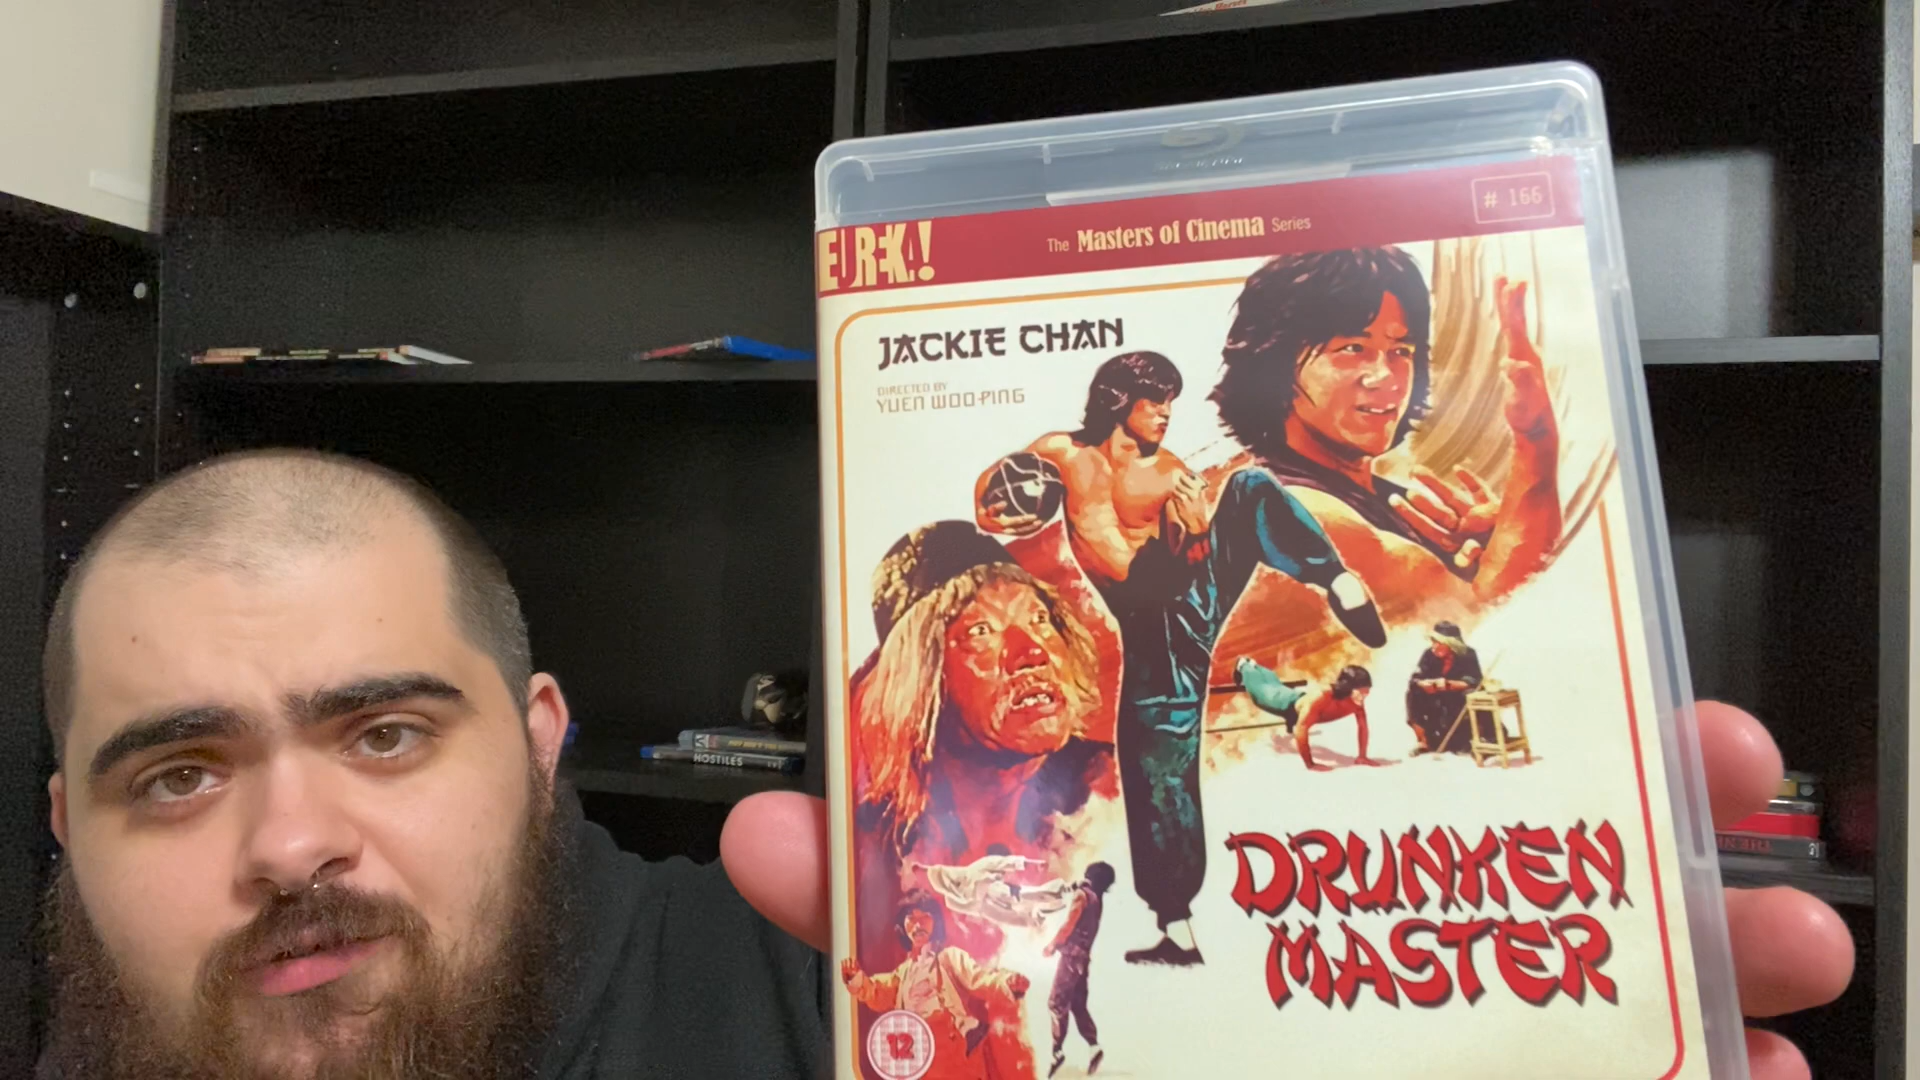 # 166
EUREKA!
The Masters of Cinema Series
JACKIE CHAN
DIRECTED BY
YUEN WOO-PING
HOSTILES
DRUNKEN
MASTER
12